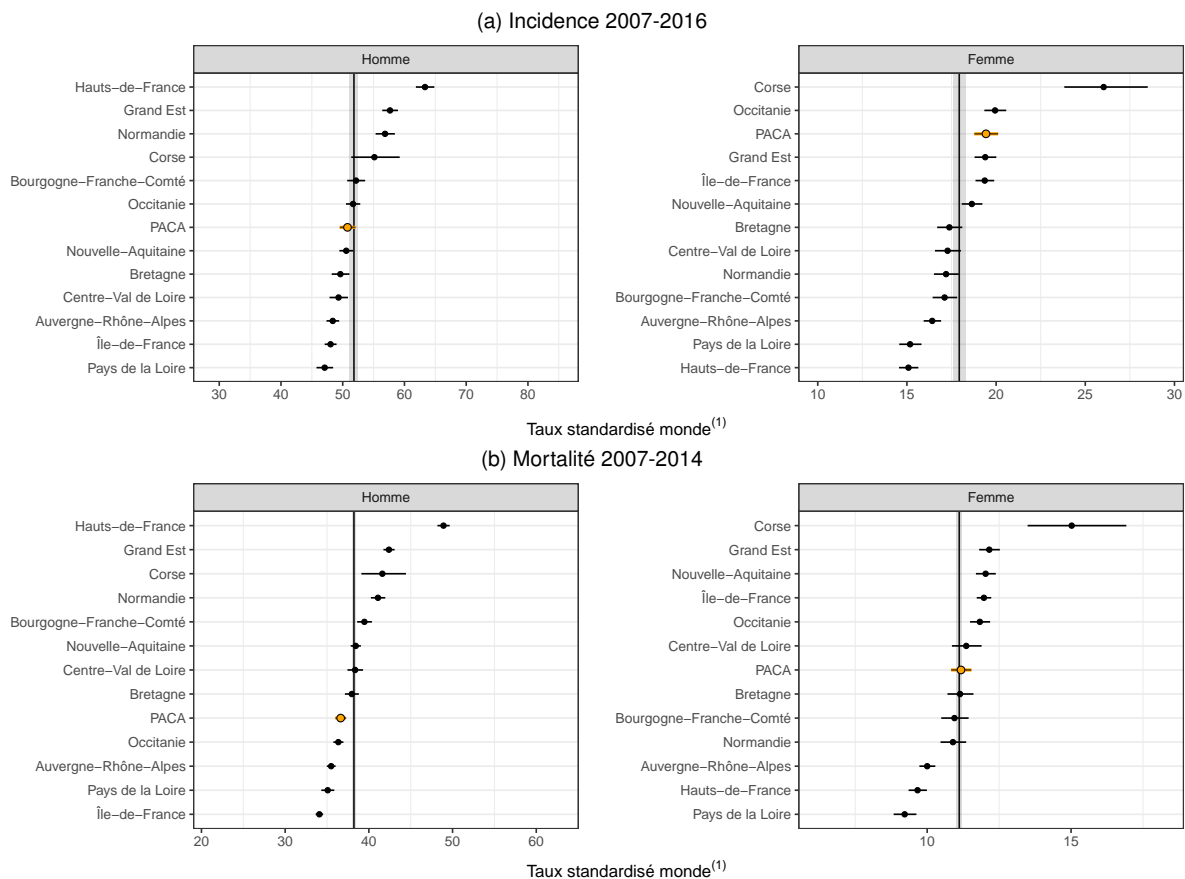 (a) Incidence 2007-2016
Homme
Hauts−de−France
Grand Est
Normandie
Corse
Bourgogne−Franche−Comté
Occitanie
PACA
Nouvelle−Aquitaine
Bretagne
Centre−Val de Loire
Auvergne−Rhône−Alpes
Île−de−France
Pays de la Loire
30 40 50 60 70 80
Femme
Corse
Occitanie
PACA
Grand Est
Île−de−France
Nouvelle−Aquitaine
Bretagne
Centre−Val de Loire
Normandie
Bourgogne−Franche−Comté
Auvergne−Rhône−Alpes
Pays de la Loire
Hauts−de−France
10 15 20 25 30
Taux standardisé monde(1)
(b) Mortalité 2007-2014
Homme
Hauts−de−France
Grand Est
Corse
Normandie
Bourgogne−Franche−Comté
Nouvelle−Aquitaine
Centre−Val de Loire
Bretagne
PACA
Occitanie
Auvergne−Rhône−Alpes
Pays de la Loire
Île−de−France
20 30 40 50 60
Femme
Corse
Grand Est
Nouvelle−Aquitaine
Île−de−France
Occitanie
Centre−Val de Loire
PACA
Bretagne
Bourgogne−Franche−Comté
Normandie
Auvergne−Rhône−Alpes
Hauts−de−France
Pays de la Loire
10 15
Taux standardisé monde(1)